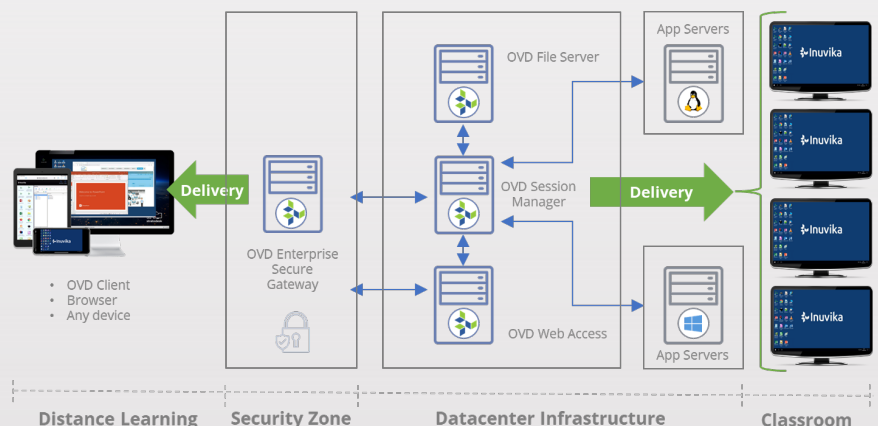 App Servers
OVD File Server
Inuvika
Inuvika
OVD Session
Manager
Delivery
Delivery
Inuvika
OVD Enterprise
Secure
Gateway
Inuvika
• OVD Client
• Browser
• Any device
Inuvika
OVD Web Access
App Servers
Distance Learning
Security Zone
Datacenter Infrastructure
Classroom